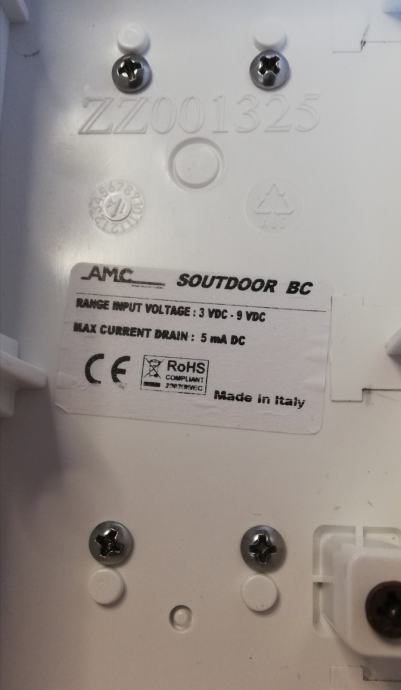 ZZ001325
AMC
SOUTDOOR BC
RANGE INPUT VOLTAGE : 3 VDC - 9 VDC
MAX CURRENT DRAIN : 5 mA DC
CE
RoHS
COMPLIANT
Made in Italy